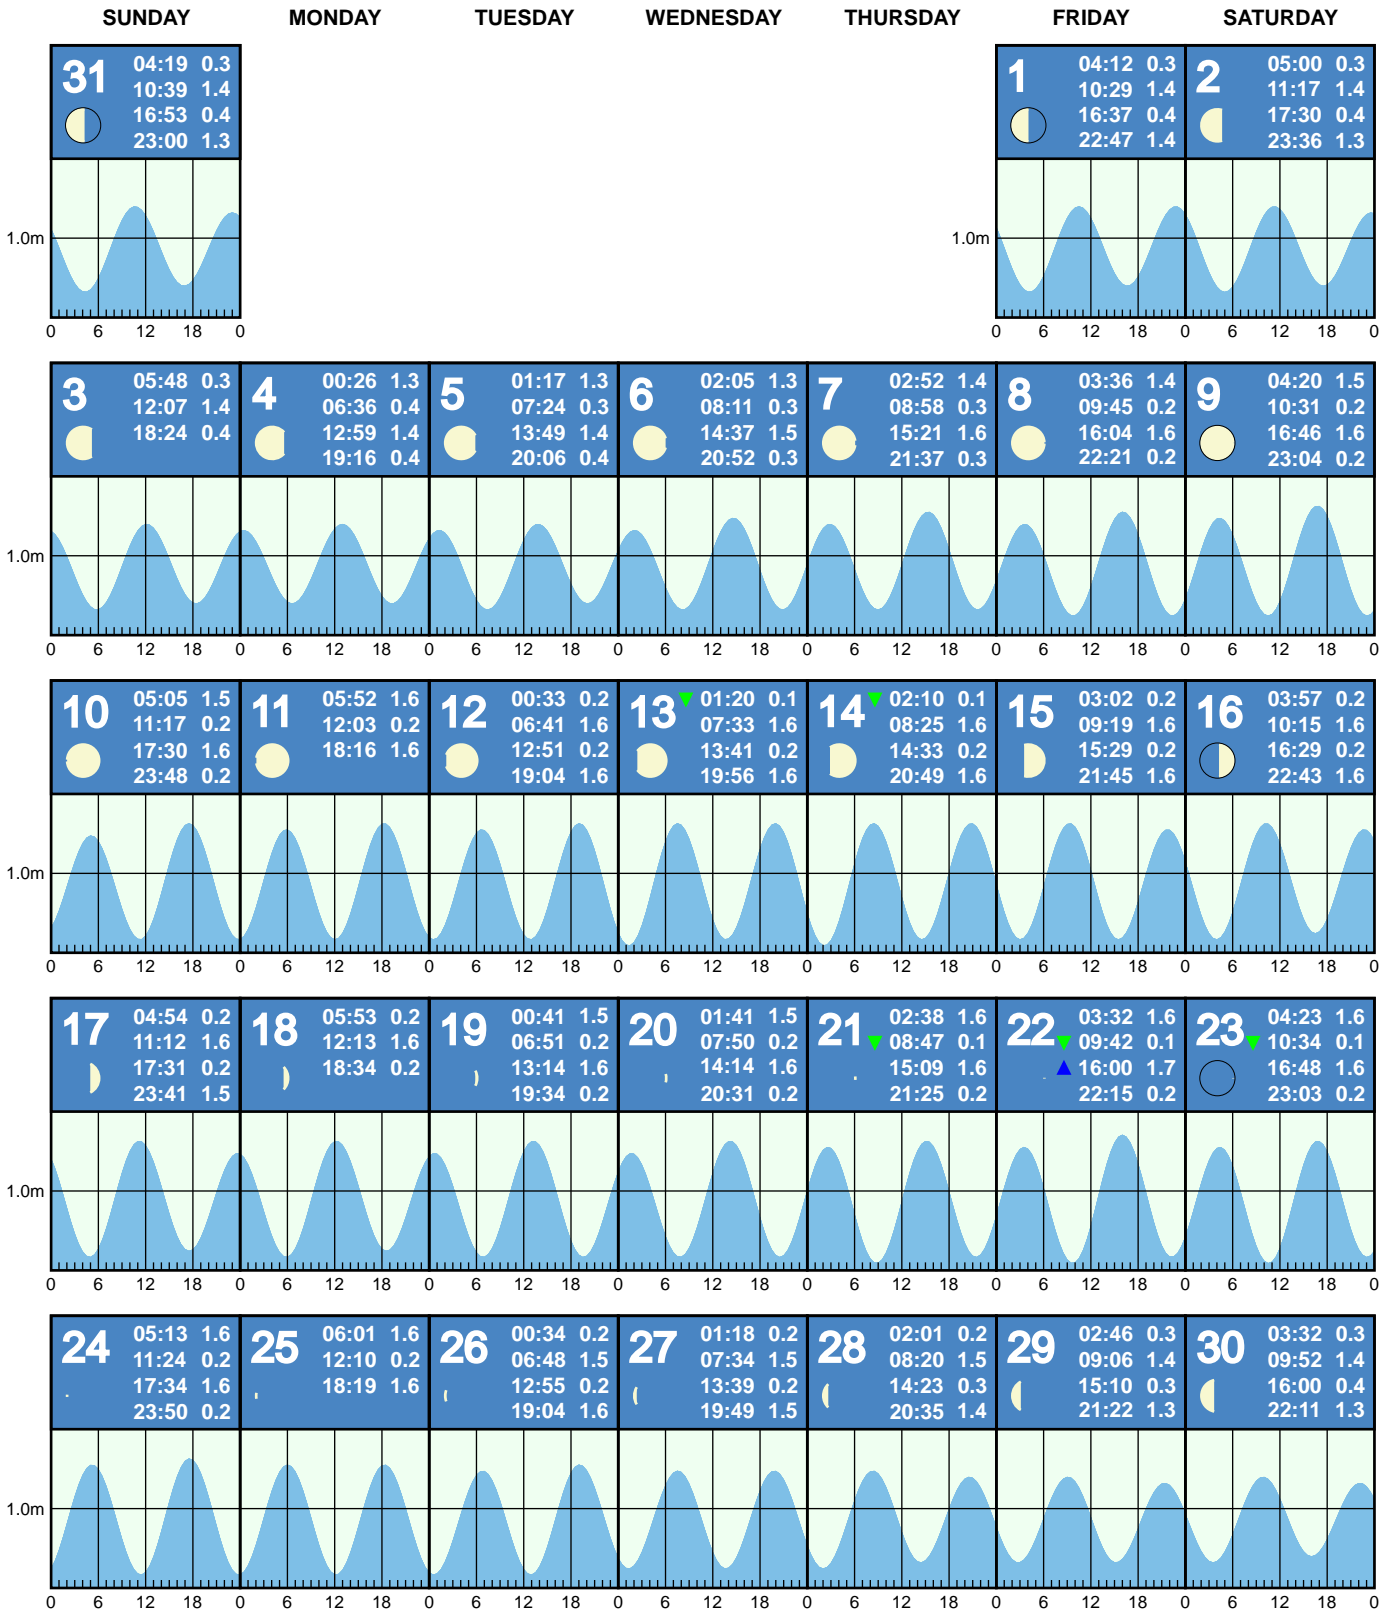 SUNDAY MONDAY TUESDAY WEDNESDAY THURSDAY FRIDAY SATURDAY
31 04:19 0.3
10:39 1.4
16:53 0.4
23:00 1.3
1 04:12 0.3
10:29 1.4
16:37 0.4
22:47 1.4
2 05:00 0.3
11:17 1.4
17:30 0.4
23:36 1.3
1.0m 1.0m
0 6 12 18 0 0 6 12 18 0 6 12 18 0
3 05:48 0.3
12:07 1.4
18:24 0.4
4 00:26 1.3
06:36 0.4
12:59 1.4
19:16 0.4
5 01:17 1.3
07:24 0.3
13:49 1.4
20:06 0.4
6 02:05 1.3
08:11 0.3
14:37 1.5
20:52 0.3
7 02:52 1.4
08:58 0.3
15:21 1.6
21:37 0.3
8 03:36 1.4
09:45 0.2
16:04 1.6
22:21 0.2
9 04:20 1.5
10:31 0.2
16:46 1.6
23:04 0.2
1.0m
0 6 12 18 0 6 12 18 0 6 12 18 0 6 12 18 0 6 12 18 0 6 12 18 0 6 12 18 0
10 05:05 1.5
11:17 0.2
17:30 1.6
23:48 0.2
11 05:52 1.6
12:03 0.2
18:16 1.6
12 00:33 0.2
06:41 1.6
12:51 0.2
19:04 1.6
13 01:20 0.1
07:33 1.6
13:41 0.2
19:56 1.6
14 02:10 0.1
08:25 1.6
14:33 0.2
20:49 1.6
15 03:02 0.2
09:19 1.6
15:29 0.2
21:45 1.6
16 03:57 0.2
10:15 1.6
16:29 0.2
22:43 1.6
1.0m
0 6 12 18 0 6 12 18 0 6 12 18 0 6 12 18 0 6 12 18 0 6 12 18 0 6 12 18 0
17 04:54 0.2
11:12 1.6
17:31 0.2
23:41 1.5
18 05:53 0.2
12:13 1.6
18:34 0.2
19 00:41 1.5
06:51 0.2
13:14 1.6
19:34 0.2
20 01:41 1.5
07:50 0.2
14:14 1.6
20:31 0.2
21 02:38 1.6
08:47 0.1
15:09 1.6
21:25 0.2
22 03:32 1.6
09:42 0.1
16:00 1.7
22:15 0.2
23 04:23 1.6
10:34 0.1
16:48 1.6
23:03 0.2
1.0m
0 6 12 18 0 6 12 18 0 6 12 18 0 6 12 18 0 6 12 18 0 6 12 18 0 6 12 18 0
24 05:13 1.6
11:24 0.2
17:34 1.6
23:50 0.2
25 06:01 1.6
12:10 0.2
18:19 1.6
26 00:34 0.2
06:48 1.5
12:55 0.2
19:04 1.6
27 01:18 0.2
07:34 1.5
13:39 0.2
19:49 1.5
28 02:01 0.2
08:20 1.5
14:23 0.3
20:35 1.4
29 02:46 0.3
09:06 1.4
15:10 0.3
21:22 1.3
30 03:32 0.3
09:52 1.4
16:00 0.4
22:11 1.3
1.0m
0 6 12 18 0 6 12 18 0 6 12 18 0 6 12 18 0 6 12 18 0 6 12 18 0 6 12 18 0